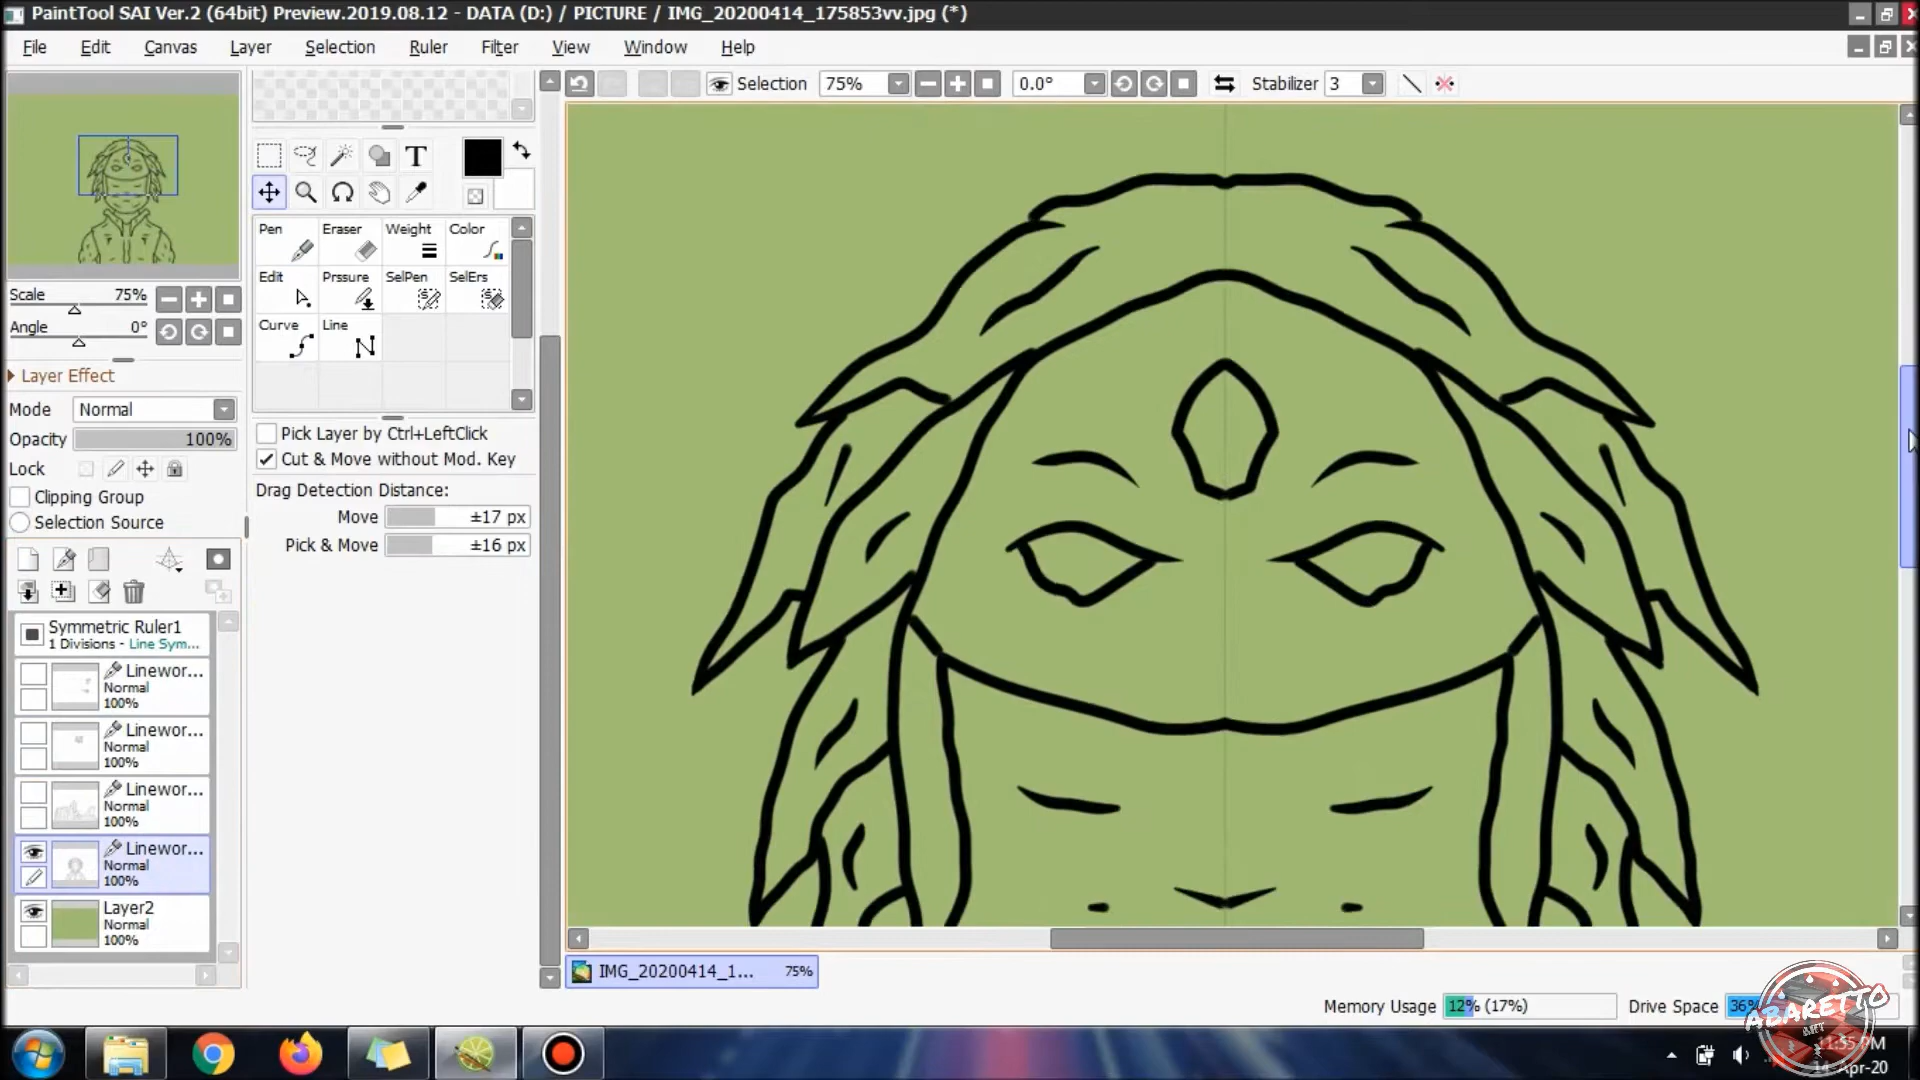 PaintTool SAI Ver.2 (64bit) Preview.2019.08.12 - DATA (D:) / PICTURE / IMG_20200414_175853vv.jpg (*)
File Edit Canvas Layer Selection Ruler Filter View Window Help
Selection 75% 0.0° Stabilizer 3
T
Scale 75%
Angle 0°
Layer Effect
Mode Normal
Opacity 100%
Lock
Clipping Group
Selection Source
Symmetric Ruler1
1 Divisions - Line Sym...
Linewor...
Normal
100%
Linewor...
Normal
100%
Linewor...
Normal
100%
Linewor...
Normal
100%
Layer2
Normal
100%
Pen Eraser Weight Color
Edit Prssure SelPen SelErs
Curve Line
Pick Layer by Ctrl+LeftClick
Cut & Move without Mod. Key
Drag Detection Distance:
Move ±17 px
Pick & Move ±16 px
IMG_20200414_1... 75%
Memory Usage 12% (17%) Drive Space 36%
ABARETTO
ART
11:55 PM
14-Apr-20